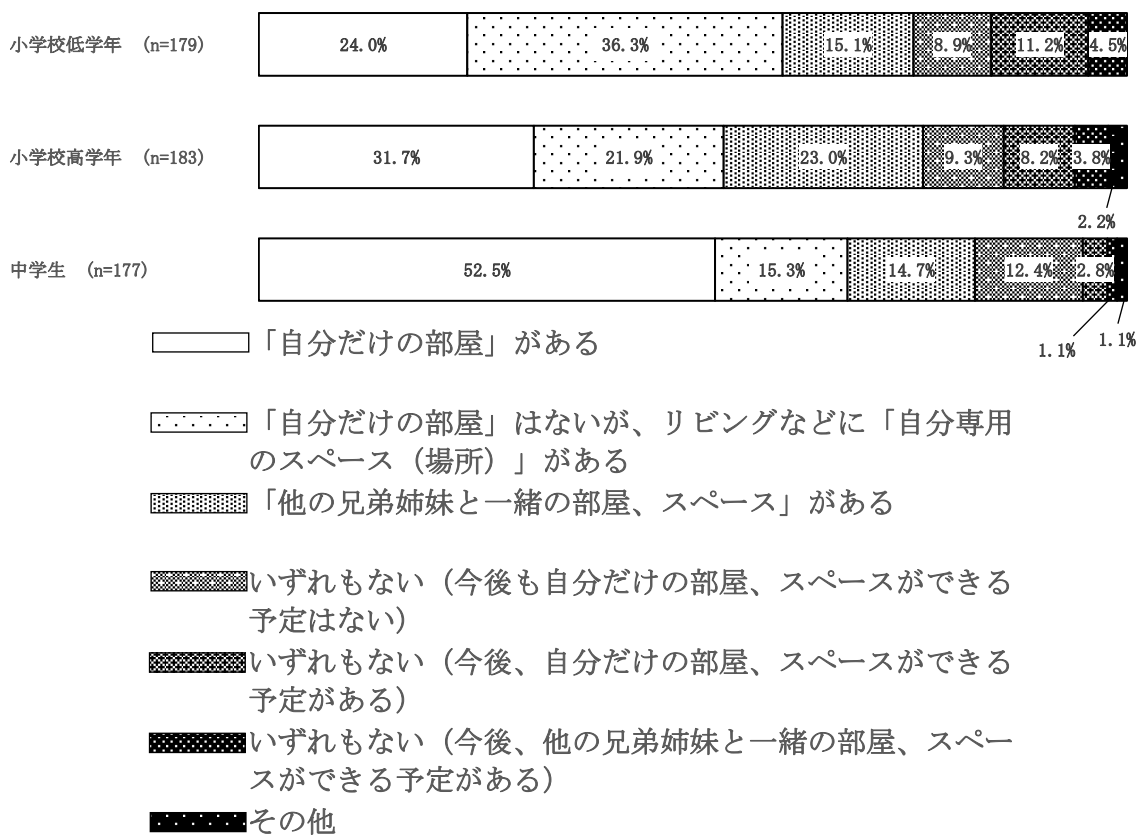 小学校低学年 (n=179) 24.0% 36.3% 15.1% 8.9% 11.2% 4.5%
小学校高学年 (n=183) 31.7% 21.9% 23.0% 9.3% 8.2% 3.8%
2.2%
中学生 (n=177) 52.5% 15.3% 14.7% 12.4% 2.8%
1.1% 1.1%
「自分だけの部屋」がある
「自分だけの部屋」はないが、リビングなどに「自分専用
のスペース（場所）」がある
「他の兄弟姉妹と一緒の部屋、スペース」がある
いずれもない（今後も自分だけの部屋、スペースができる
予定はない）
いずれもない（今後、自分だけの部屋、スペースができる
予定がある）
いずれもない（今後、他の兄弟姉妹と一緒の部屋、スペー
スができる予定がある）
その他